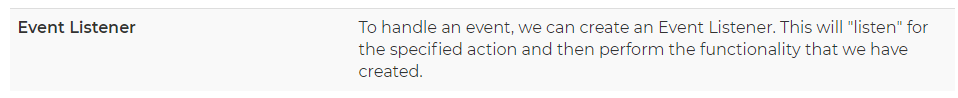 Event Listener
To handle an event, we can create an Event Listener. This will "listen" for
the specified action and then perform the functionality that we have
created.